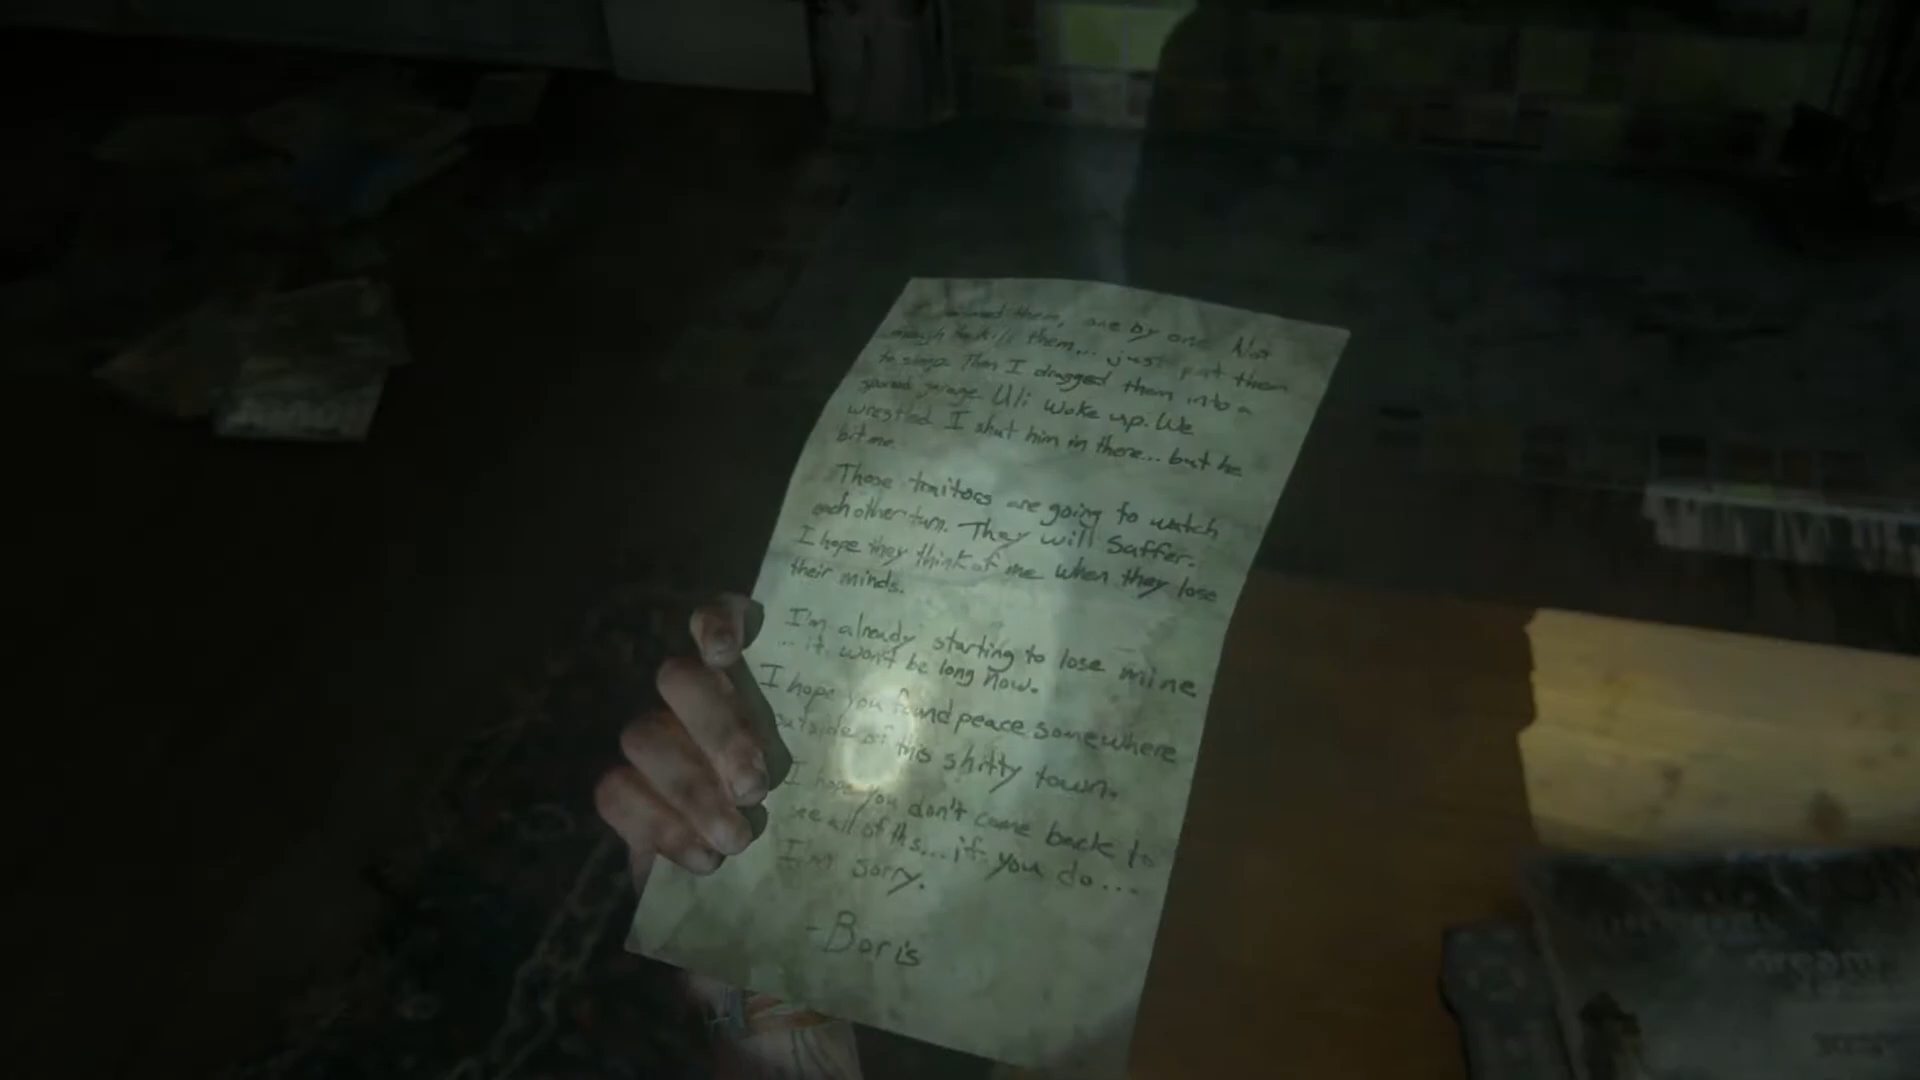 them, one by one. Not
enough to kill them... just put them
to sleep. Then I dragged them into a
spored garage. Uli woke up. We
wrestled. I shut him in there... but he
bit me.
Those traitors are going to watch
each other turn. They will suffer.
I hope they think of me when they lose
their minds.
I'm already starting to lose mine
... it won't be long now.
I hope you found peace somewhere
outside of this shitty town.
I hope you don't come back to
see all of this... if you do...
I'm sorry.
-Boris